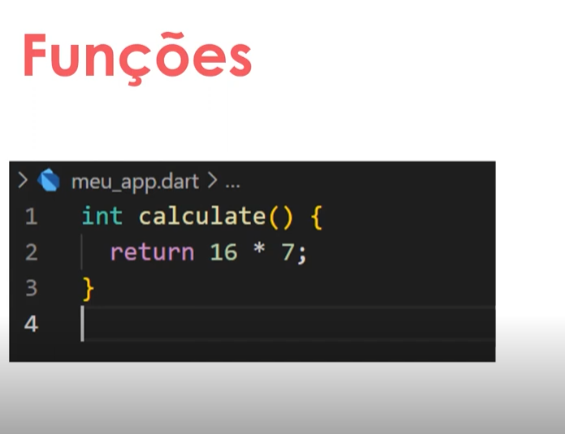 Funções
> meu_app.dart > ...
1 int calculate() {
2 return 16 * 7;
3 }
4